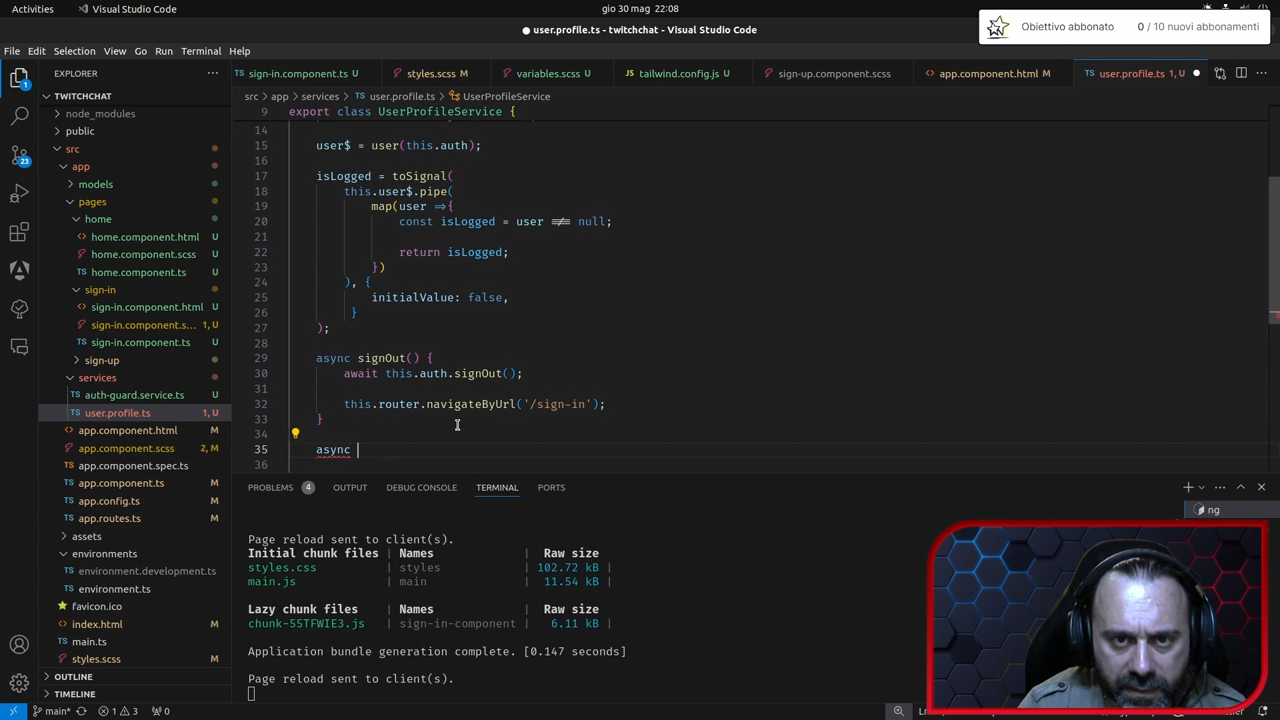 Activities
Visual Studio Code
gio 30 mag 22:08
Obiettivo abbonato
0 / 10 nuovi abbonamenti
user.profile.ts - twitchchat - Visual Studio Code
File Edit Selection View Go Run Terminal Help
EXPLORER
sign-in.component.ts U
styles.scss M
variables.scss U
tailwind.config.js U
sign-up.component.scss
app.component.html M
user.profile.ts 1, U
TWITCHCHAT
node_modules
public
src
app
models
pages
home
home.component.html U
home.component.scss U
home.component.ts U
sign-in
sign-in.component.html U
sign-in.component.s... 1, U
sign-in.component.ts U
sign-up
services
auth-guard.service.ts U
user.profile.ts 1, U
app.component.html M
app.component.scss 2, M
app.component.spec.ts M
app.component.ts M
app.config.ts M
app.routes.ts M
assets
environments
environment.development.ts
environment.ts
favicon.ico
index.html M
main.ts
styles.scss M
OUTLINE
TIMELINE
1
23
src > app > services > TS user.profile.ts > UserProfileService
9 export class UserProfileService {
14
15 user$ = user(this.auth);
16
17 isLogged = toSignal(
18 this.user$.pipe(
19 map(user =>{
20 const isLogged = user !== null;
21
22 return isLogged;
23 })
24 ), {
25 initialValue: false,
26 }
27 );
28
29 async signOut() {
30 await this.auth.signOut();
31
32 this.router.navigateByUrl('/sign-in');
33 }
34
35 async
36
PROBLEMS 4 OUTPUT DEBUG CONSOLE TERMINAL PORTS
ng
Page reload sent to client(s).
Initial chunk files | Names | Raw size
styles.css | styles | 102.72 kB |
main.js | main | 11.54 kB |
Lazy chunk files | Names | Raw size
chunk-55TFWIE3.js | sign-in-component | 6.11 kB |
Application bundle generation complete. [0.147 seconds]
Page reload sent to client(s).
main* 1 3 0